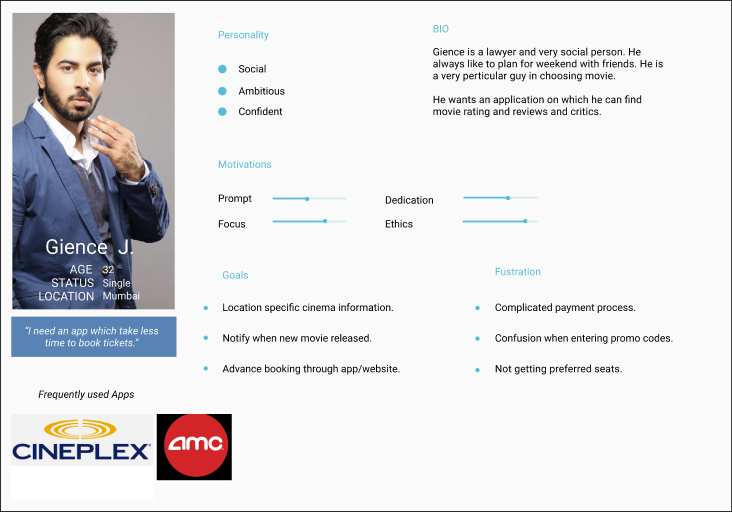 Gience J.
AGE 32
STATUS Single
LOCATION Mumbai
“I need an app which take less
time to book tickets.”
Frequently used Apps
CINEPLEX
amc
Personality
Social
Ambitious
Confident
BIO
Gience is a lawyer and very social person. He
always like to plan for weekend with friends. He is
a very perticular guy in choosing movie.
He wants an application on which he can find
movie rating and reviews and critics.
Motivations
Prompt
Dedication
Focus
Ethics
Goals
Location specific cinema information.
Notify when new movie released.
Advance booking through app/website.
Fustration
Complicated payment process.
Confusion when entering promo codes.
Not getting preferred seats.